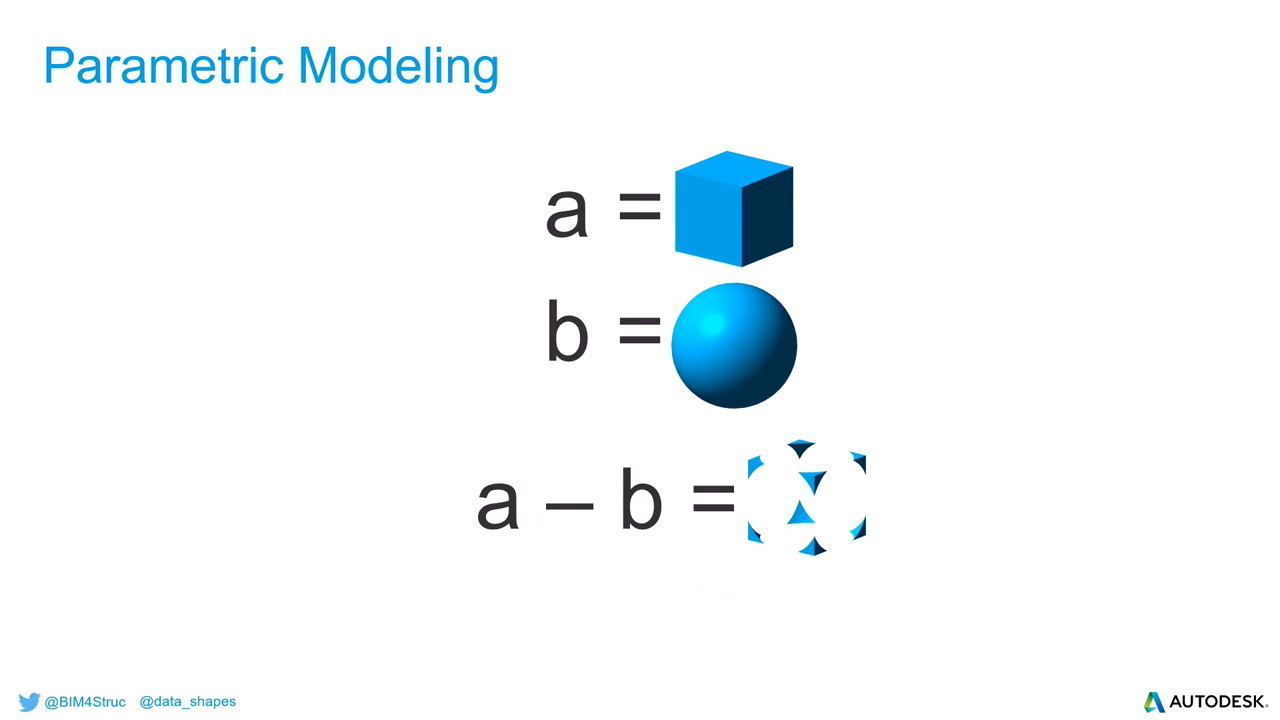 Parametric Modeling
a =
b =
a – b =
@BIM4Struc @data_shapes
AUTODESK.